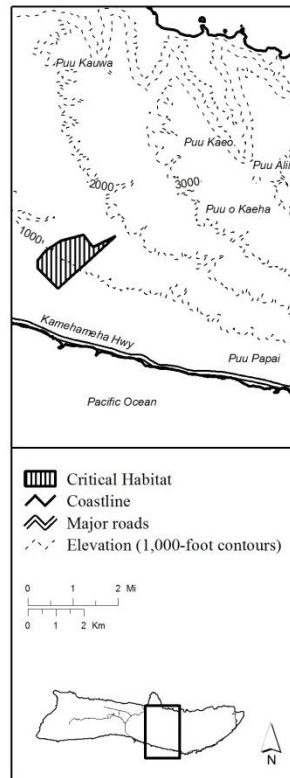 Puu Kauwa
Puu Kaeo
Puu Alii
2000
3000
Puu o Kaeha
1000
Kamehameha Hwy
Puu Papai
Pacific Ocean
Critical Habitat
Coastline
Major roads
Elevation (1,000-foot contours)
0 1 2 Mi
0 1 2 Km
N